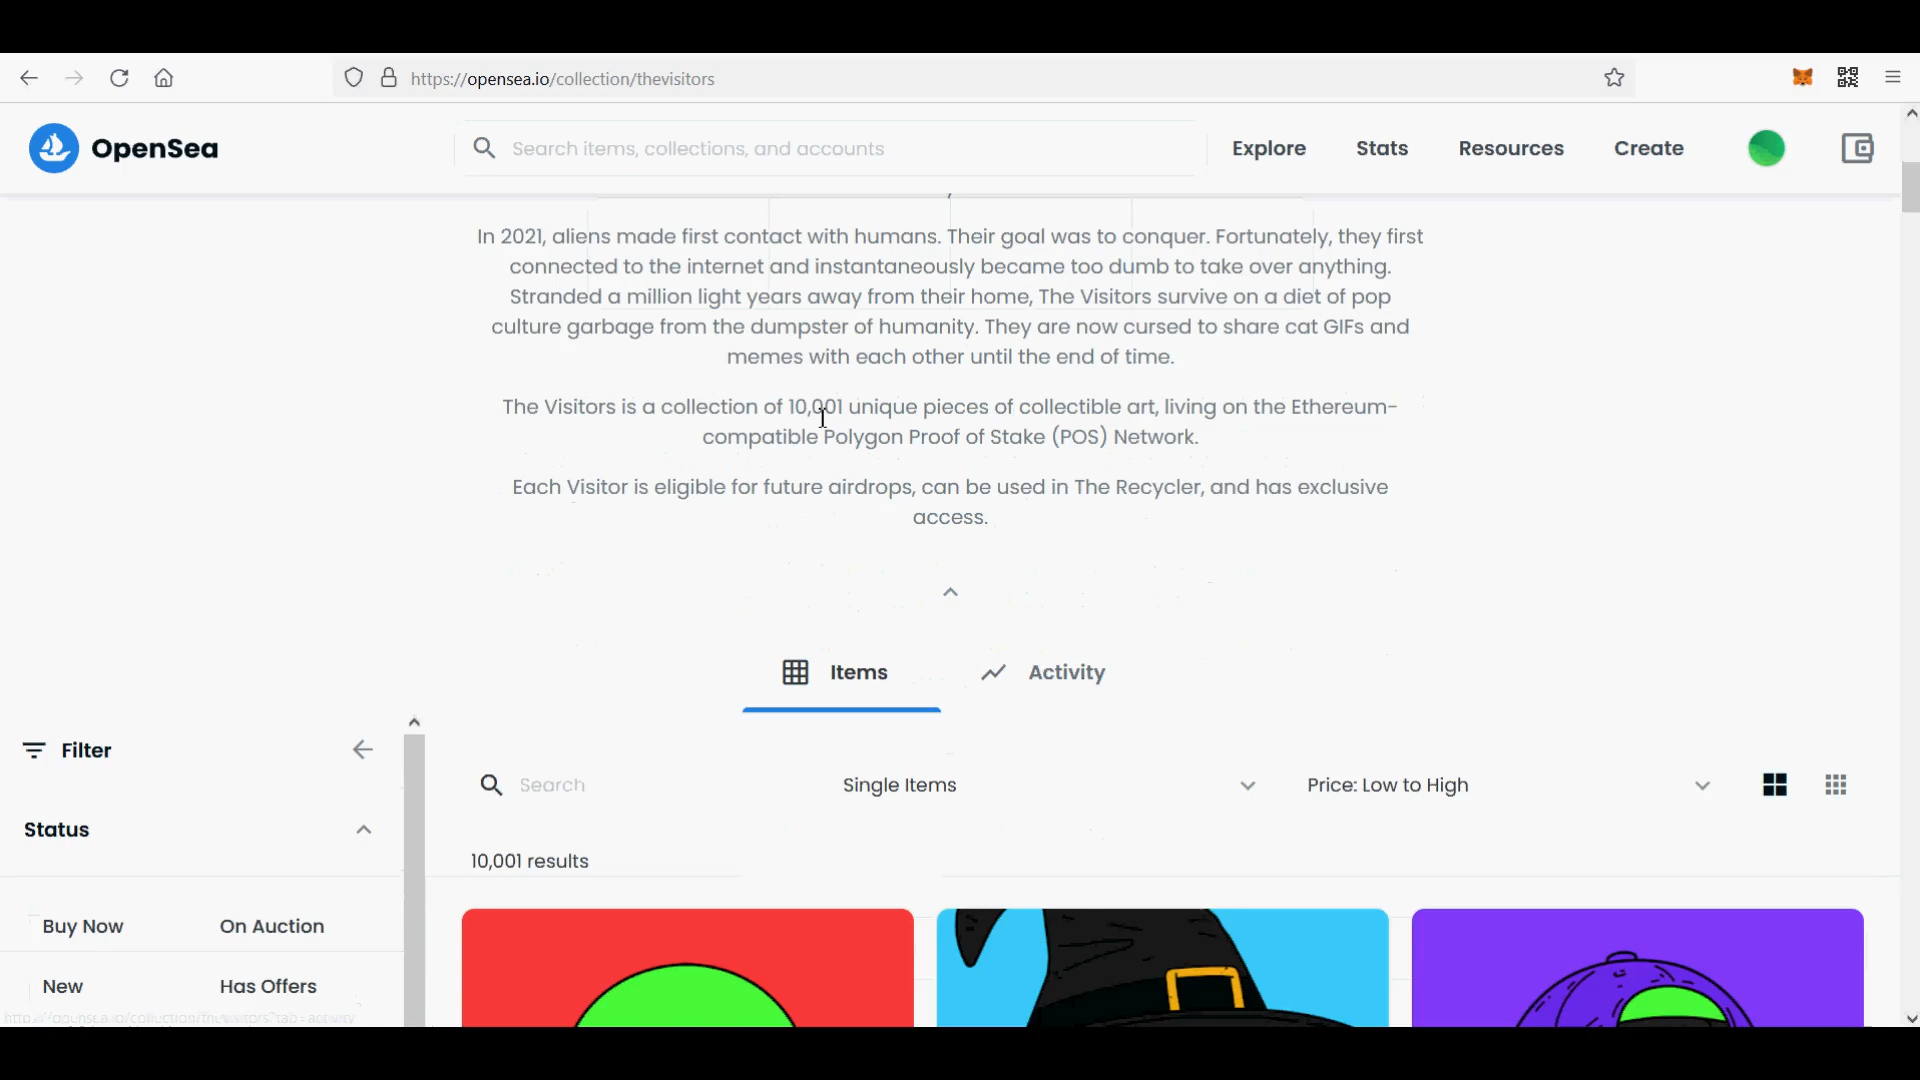 https://opensea.io/collection/thevisitors
OpenSea
Search items, collections, and accounts
Explore
Stats
Resources
Create
In 2021, aliens made first contact with humans. Their goal was to conquer. Fortunately, they first
connected to the internet and instantaneously became too dumb to take over anything.
Stranded a million light years away from their home, The Visitors survive on a diet of pop
culture garbage from the dumpster of humanity. They are now cursed to share cat GIFs and
memes with each other until the end of time.
The Visitors is a collection of 10,001 unique pieces of collectible art, living on the Ethereum-
compatible Polygon Proof of Stake (POS) Network.
Each Visitor is eligible for future airdrops, can be used in The Recycler, and has exclusive
access.
Items
Activity
Filter
Search
Single Items
Price: Low to High
Status
10,001 results
Buy Now
On Auction
New
Has Offers